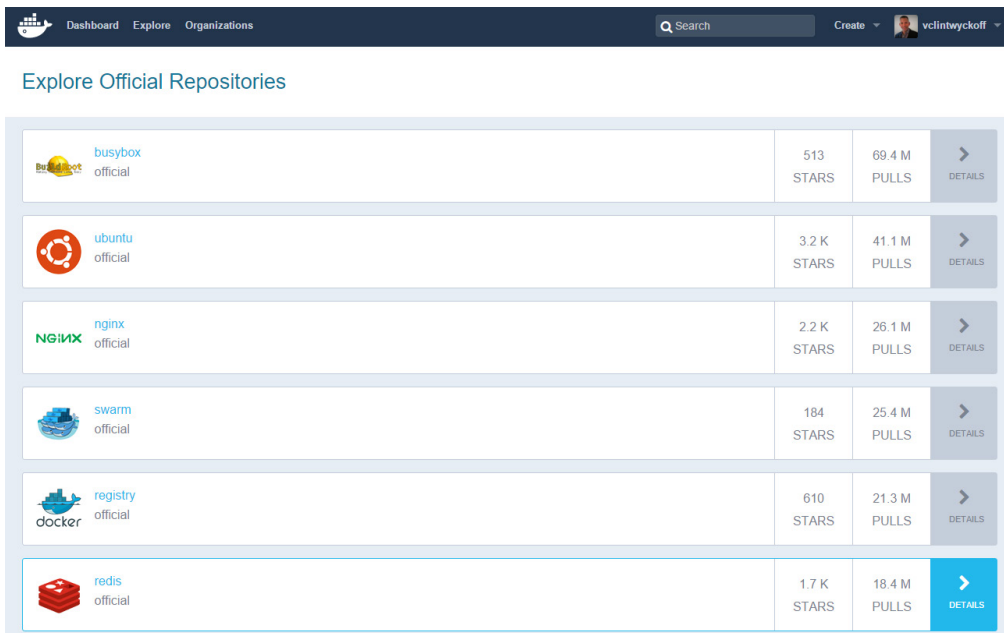 Dashboard Explore Organizations Search Create vclintwyckoff
Explore Official Repositories
busybox
official
513
STARS
69.4 M
PULLS
DETAILS
ubuntu
official
3.2 K
STARS
41.1 M
PULLS
DETAILS
NGINX
nginx
official
2.2 K
STARS
26.1 M
PULLS
DETAILS
swarm
official
184
STARS
25.4 M
PULLS
DETAILS
docker
registry
official
610
STARS
21.3 M
PULLS
DETAILS
redis
official
1.7 K
STARS
18.4 M
PULLS
DETAILS